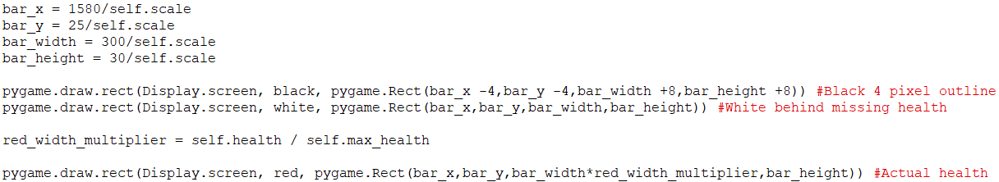 bar_x = 1580/self.scale
bar_y = 25/self.scale
bar_width = 300/self.scale
bar_height = 30/self.scale
pygame.draw.rect(Display.screen, black, pygame.Rect(bar_x -4,bar_y -4,bar_width +8,bar_height +8)) #Black 4 pixel outline
pygame.draw.rect(Display.screen, white, pygame.Rect(bar_x,bar_y,bar_width,bar_height)) #White behind missing health
red_width_multiplier = self.health / self.max_health
pygame.draw.rect(Display.screen, red, pygame.Rect(bar_x,bar_y,bar_width*red_width_multiplier,bar_height)) #Actual health